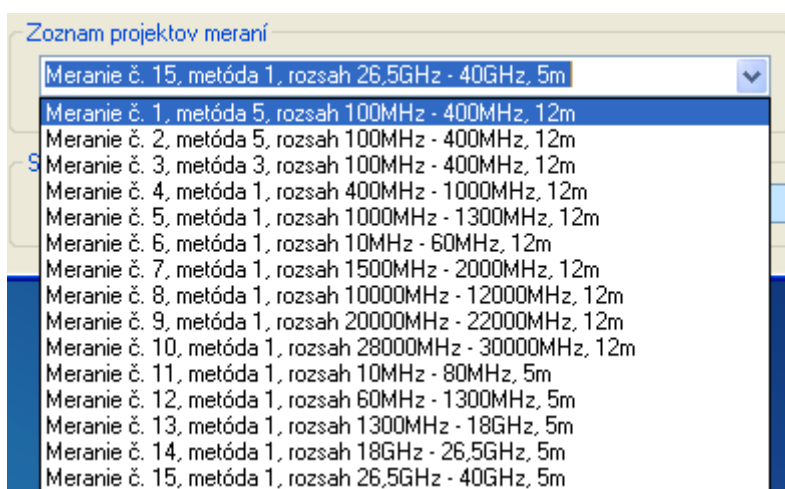 Zoznam projektov meraní
Meranie č. 15, metóda 1, rozsah 26,5GHz - 40GHz, 5m
Meranie č. 1, metóda 5, rozsah 100MHz - 400MHz, 12m
Meranie č. 2, metóda 5, rozsah 100MHz - 400MHz, 12m
S
Meranie č. 3, metóda 3, rozsah 100MHz - 400MHz, 12m
Meranie č. 4, metóda 1, rozsah 400MHz - 1000MHz, 12m
Meranie č. 5, metóda 1, rozsah 1000MHz - 1300MHz, 12m
Meranie č. 6, metóda 1, rozsah 10MHz - 60MHz, 12m
Meranie č. 7, metóda 1, rozsah 1500MHz - 2000MHz, 12m
Meranie č. 8, metóda 1, rozsah 10000MHz - 12000MHz, 12m
Meranie č. 9, metóda 1, rozsah 20000MHz - 22000MHz, 12m
Meranie č. 10, metóda 1, rozsah 28000MHz - 30000MHz, 12m
Meranie č. 11, metóda 1, rozsah 10MHz - 80MHz, 5m
Meranie č. 12, metóda 1, rozsah 60MHz - 1300MHz, 5m
Meranie č. 13, metóda 1, rozsah 1300MHz - 18GHz, 5m
Meranie č. 14, metóda 1, rozsah 18GHz - 26,5GHz, 5m
Meranie č. 15, metóda 1, rozsah 26,5GHz - 40GHz, 5m